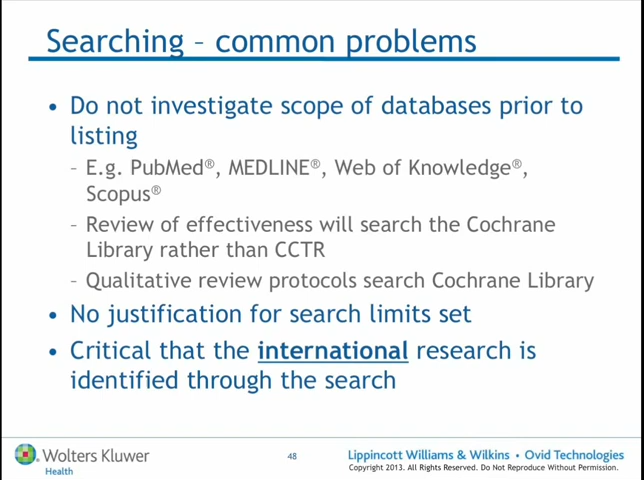 Searching – common problems
• Do not investigate scope of databases prior to
listing
– E.g. PubMed®, MEDLINE®, Web of Knowledge®,
Scopus®
– Review of effectiveness will search the Cochrane
Library rather than CCTR
– Qualitative review protocols search Cochrane Library
• No justification for search limits set
• Critical that the international research is
identified through the search
Wolters Kluwer
Health
48
Lippincott Williams & Wilkins • Ovid Technologies
Copyright 2013. All Rights Reserved. Do Not Reproduce Without Permission.